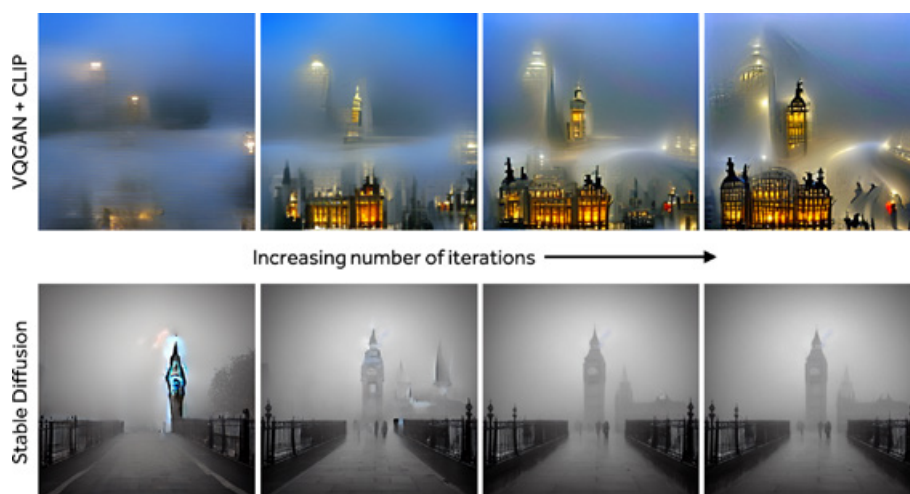 VQGAN + CLIP
Increasing number of iterations
Stable Diffusion